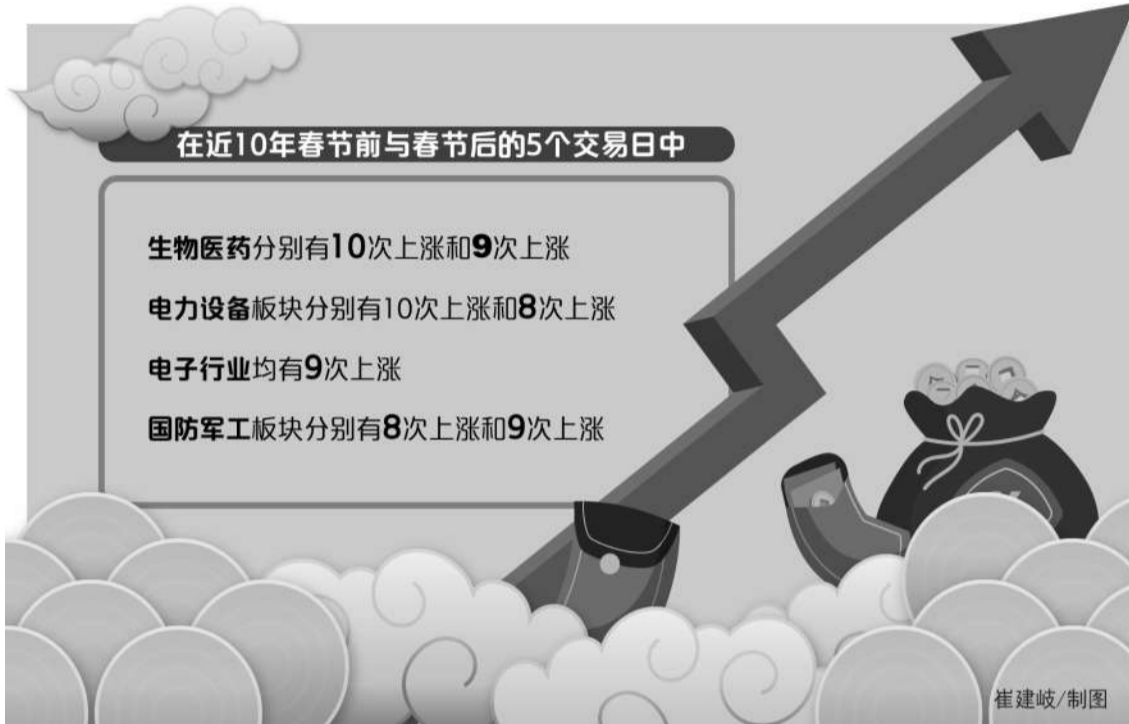 在近10年春节前与春节后的5个交易日中
生物医药分别有10次上涨和9次上涨
电力设备板块分别有10次上涨和8次上涨
电子行业均有9次上涨
国防军工板块分别有8次上涨和9次上涨
崔建岐/制图